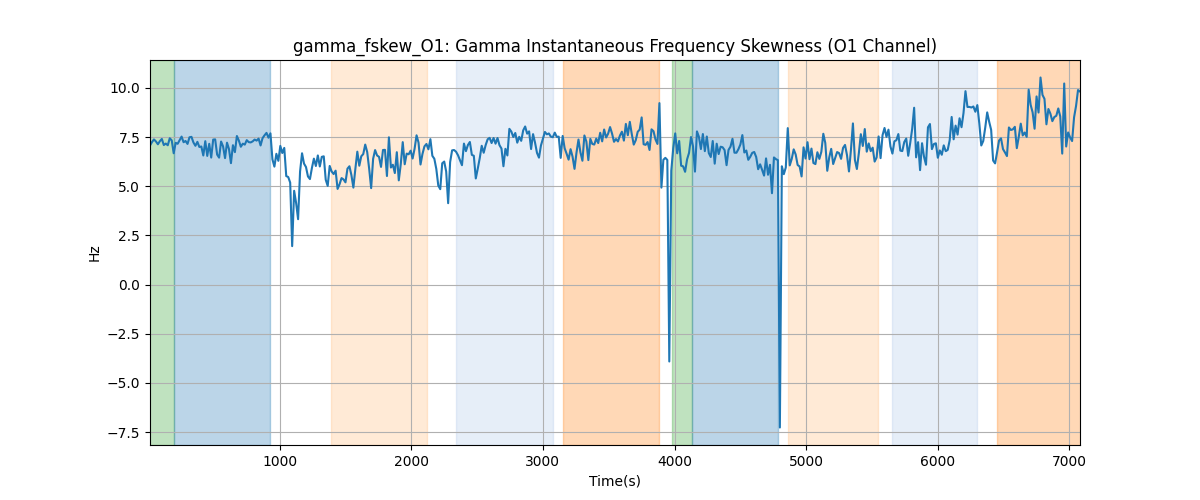 gamma_fskew_O1: Gamma Instantaneous Frequency Skewness (O1 Channel)
10.0
7.5
5.0
2.5
0.0
−2.5
−5.0
−7.5
Hz
1000 2000 3000 4000 5000 6000 7000
Time(s)